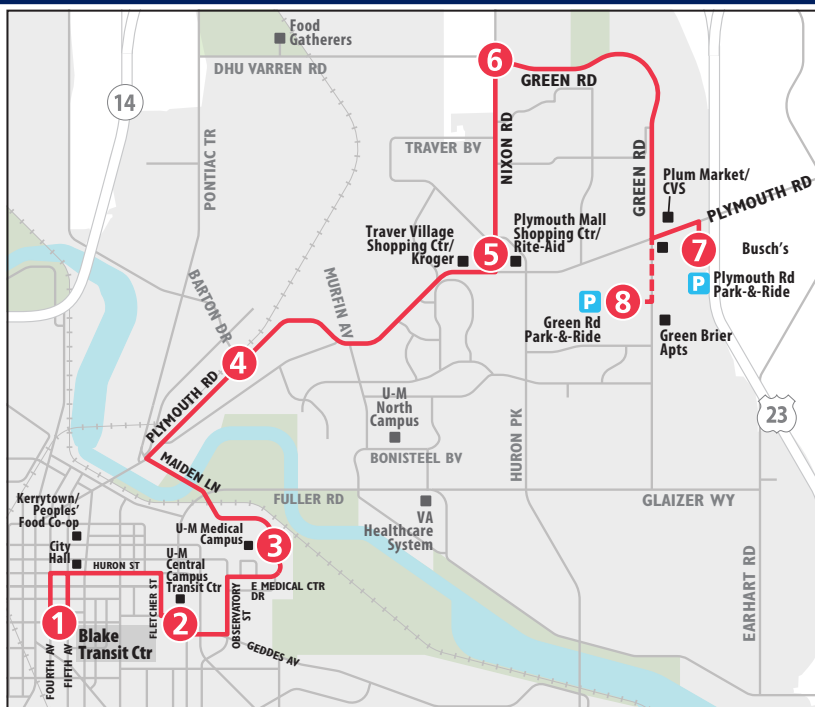 Food
Gatherers
DHU VARREN RD
6
GREEN RD
14
PONTIAC TR
TRAVER BV
NIXON RD
GREEN RD
Plum Market/
CVS
PLYMOUTH RD
Traver Village
Shopping Ctr/
Kroger
5
Plymouth Mall
Shopping Ctr/
Rite-Aid
7
Busch's
P
Plymouth Rd
Park-&-Ride
P
8
Green Rd
Park-&-Ride
Green Brier
Apts
BARTON DR
MURFIN AV
4
PLYMOUTH RD
U-M
North
Campus
BONISTEEL BV
HURON PK
23
MAIDEN LN
FULLER RD
GLAIZER WY
VA
Healthcare
System
Kerrytown/
Peoples'
Food Co-op
City
Hall
HURON ST
U-M Medical
Campus
3
U-M
Central
Campus
Transit Ctr
E MEDICAL CTR
DR
FLETCHER ST
OBSERVATORY
ST
EARHART RD
1
2
Blake
Transit Ctr
GEDDES AV
FOURTH AV
FIFTH AV